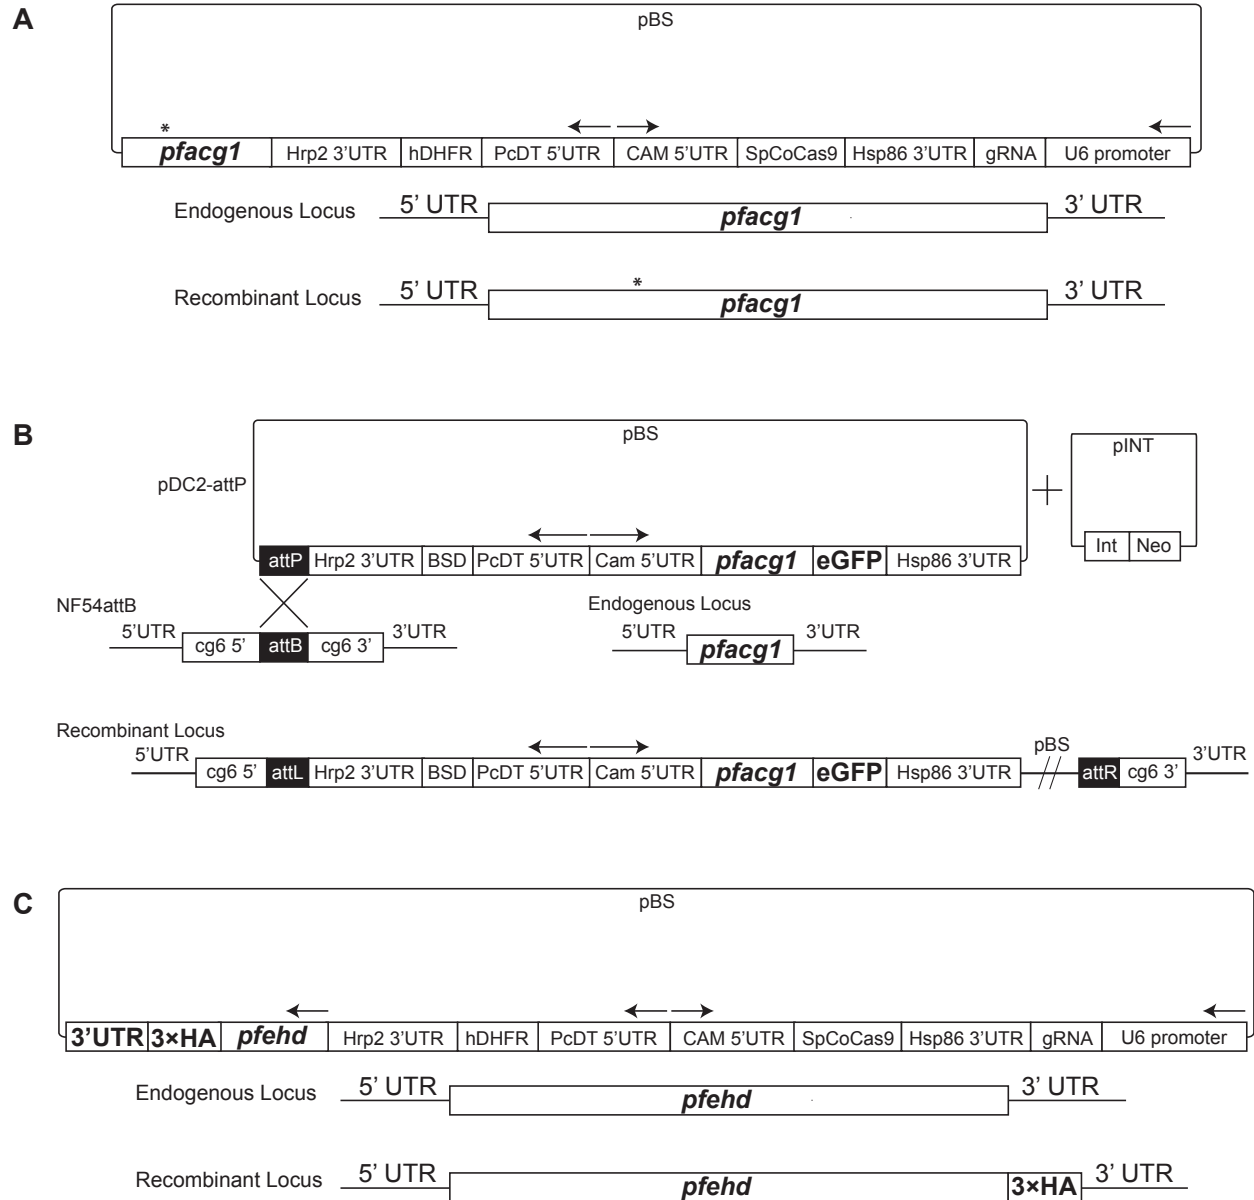 A
pBS
*
pfacg1 Hrp2 3’UTR hDHFR PcDT 5’UTR CAM 5’UTR SpCoCas9 Hsp86 3’UTR gRNA U6 promoter
Endogenous Locus 5’ UTR pfacg1 3’ UTR
*
Recombinant Locus 5’ UTR pfacg1 3’ UTR
B
pBS
pINT
pDC2-attP
+
Int Neo
attP Hrp2 3’UTR BSD PcDT 5’UTR Cam 5’UTR pfacg1 eGFP Hsp86 3’UTR
NF54attB
5’UTR cg6 5’ attB cg6 3’ 3’UTR
Endogenous Locus
5’UTR pfacg1 3’UTR
Recombinant Locus
5’UTR cg6 5’ attL Hrp2 3’UTR BSD PcDT 5’UTR Cam 5’UTR pfacg1 eGFP Hsp86 3’UTR pBS // attR cg6 3’ 3’UTR
C
pBS
3’UTR 3×HA pfehd Hrp2 3’UTR hDHFR PcDT 5’UTR CAM 5’UTR SpCoCas9 Hsp86 3’UTR gRNA U6 promoter
Endogenous Locus 5’ UTR pfehd 3’ UTR
Recombinant Locus 5’ UTR pfehd 3×HA 3’ UTR